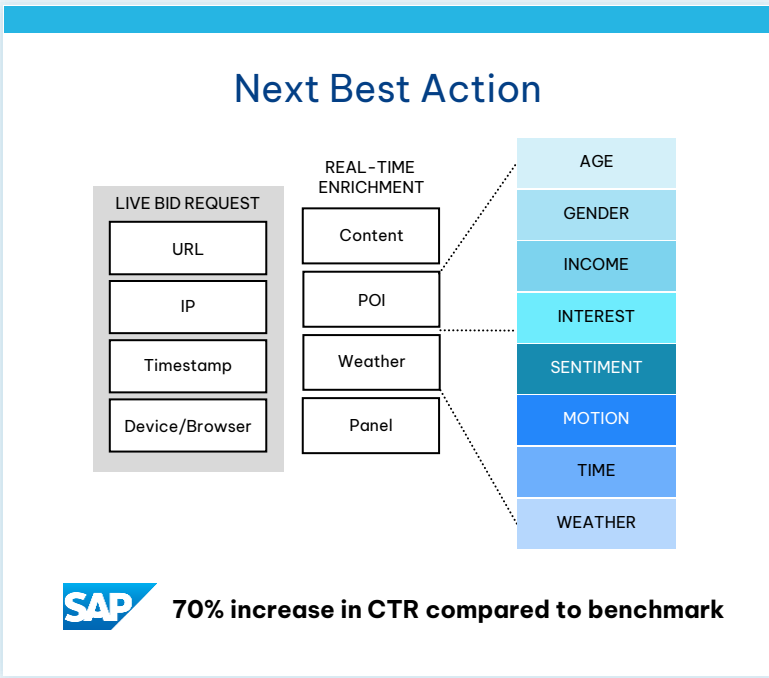 Next Best Action
LIVE BID REQUEST
URL
IP
Timestamp
Device/Browser
REAL-TIME
ENRICHMENT
Content
POI
Weather
Panel
AGE
GENDER
INCOME
INTEREST
SENTIMENT
MOTION
TIME
WEATHER
SAP
70% increase in CTR compared to benchmark